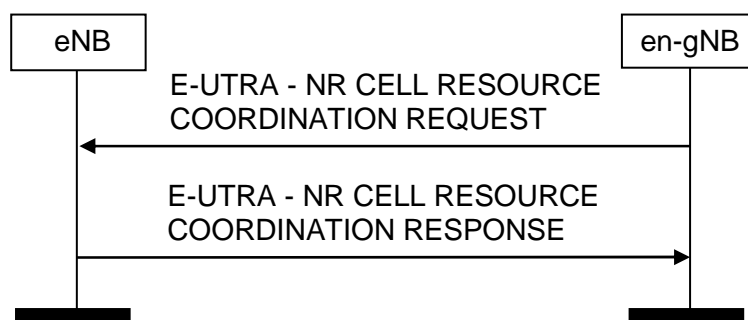 eNB
en-gNB
E-UTRA - NR CELL RESOURCE
COORDINATION REQUEST
E-UTRA - NR CELL RESOURCE
COORDINATION RESPONSE